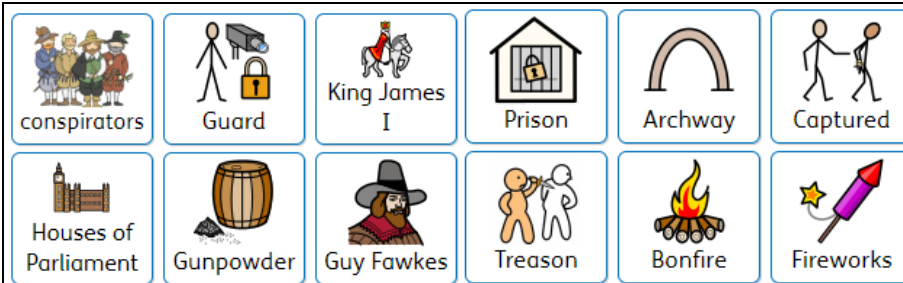 conspirators
Guard
King James
I
Prison
Archway
Captured
Houses of
Parliament
Gunpowder
Guy Fawkes
Treason
Bonfire
Fireworks